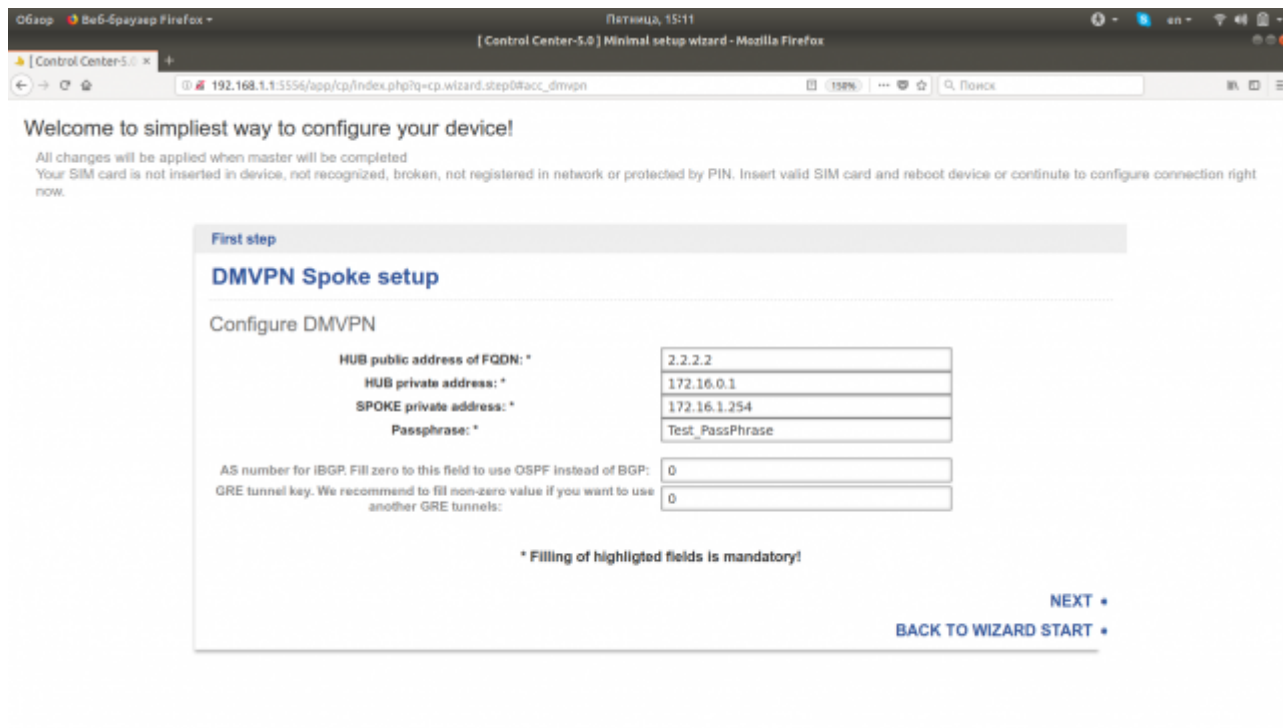 Обзор Веб-браузер Firefox Пятница, 15:11 en
[ Control Center-5.0 ] Minimal setup wizard - Mozilla Firefox
[ Control Center-5.0 × +
192.168.1.1:5556/app/cp/index.php?q=cp.wizard.step0#acc_dmvpn 150% ... Поиск
Welcome to simpliest way to configure your device!
All changes will be applied when master will be completed
Your SIM card is not inserted in device, not recognized, broken, not registered in network or protected by PIN. Insert valid SIM card and reboot device or continute to configure connection right
now.
First step
DMVPN Spoke setup
Configure DMVPN
HUB public address of FQDN: * 2.2.2.2
HUB private address: * 172.16.0.1
SPOKE private address: * 172.16.1.254
Passphrase: * Test_PassPhrase
AS number for iBGP. Fill zero to this field to use OSPF instead of BGP: 0
GRE tunnel key. We recommend to fill non-zero value if you want to use
another GRE tunnels: 0
* Filling of highligted fields is mandatory!
NEXT •
BACK TO WIZARD START •